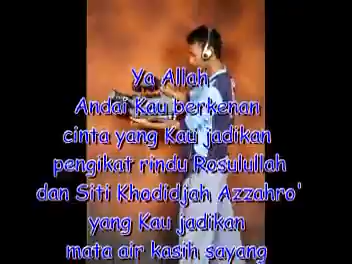 Ya Allah
Andai Kau berkenan
cinta yang Kau jadikan
pengikat rindu Rosulullah
dan Siti Khodidjah Azzahro'
yang Kau jadikan
mata air kasih sayang